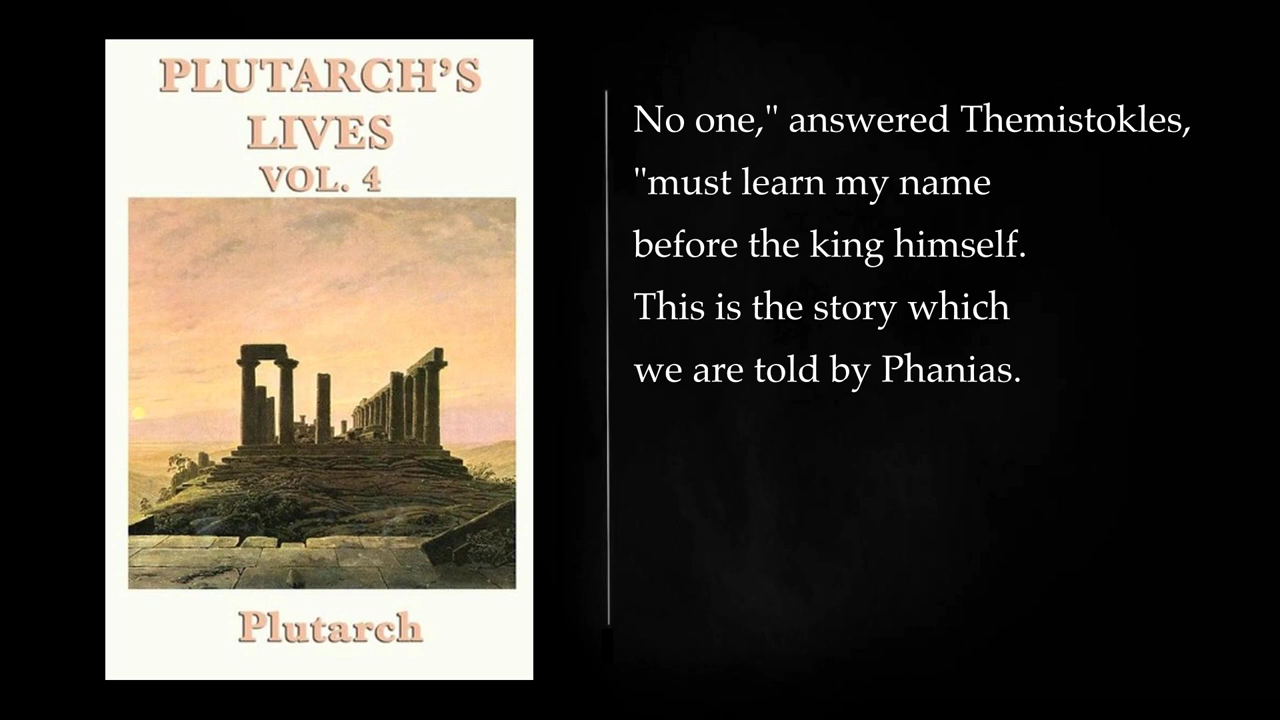 PLUTARCH'S
LIVES
VOL. 4
Plutarch
No one," answered Themistokles,
"must learn my name
before the king himself.
This is the story which
we are told by Phanias.